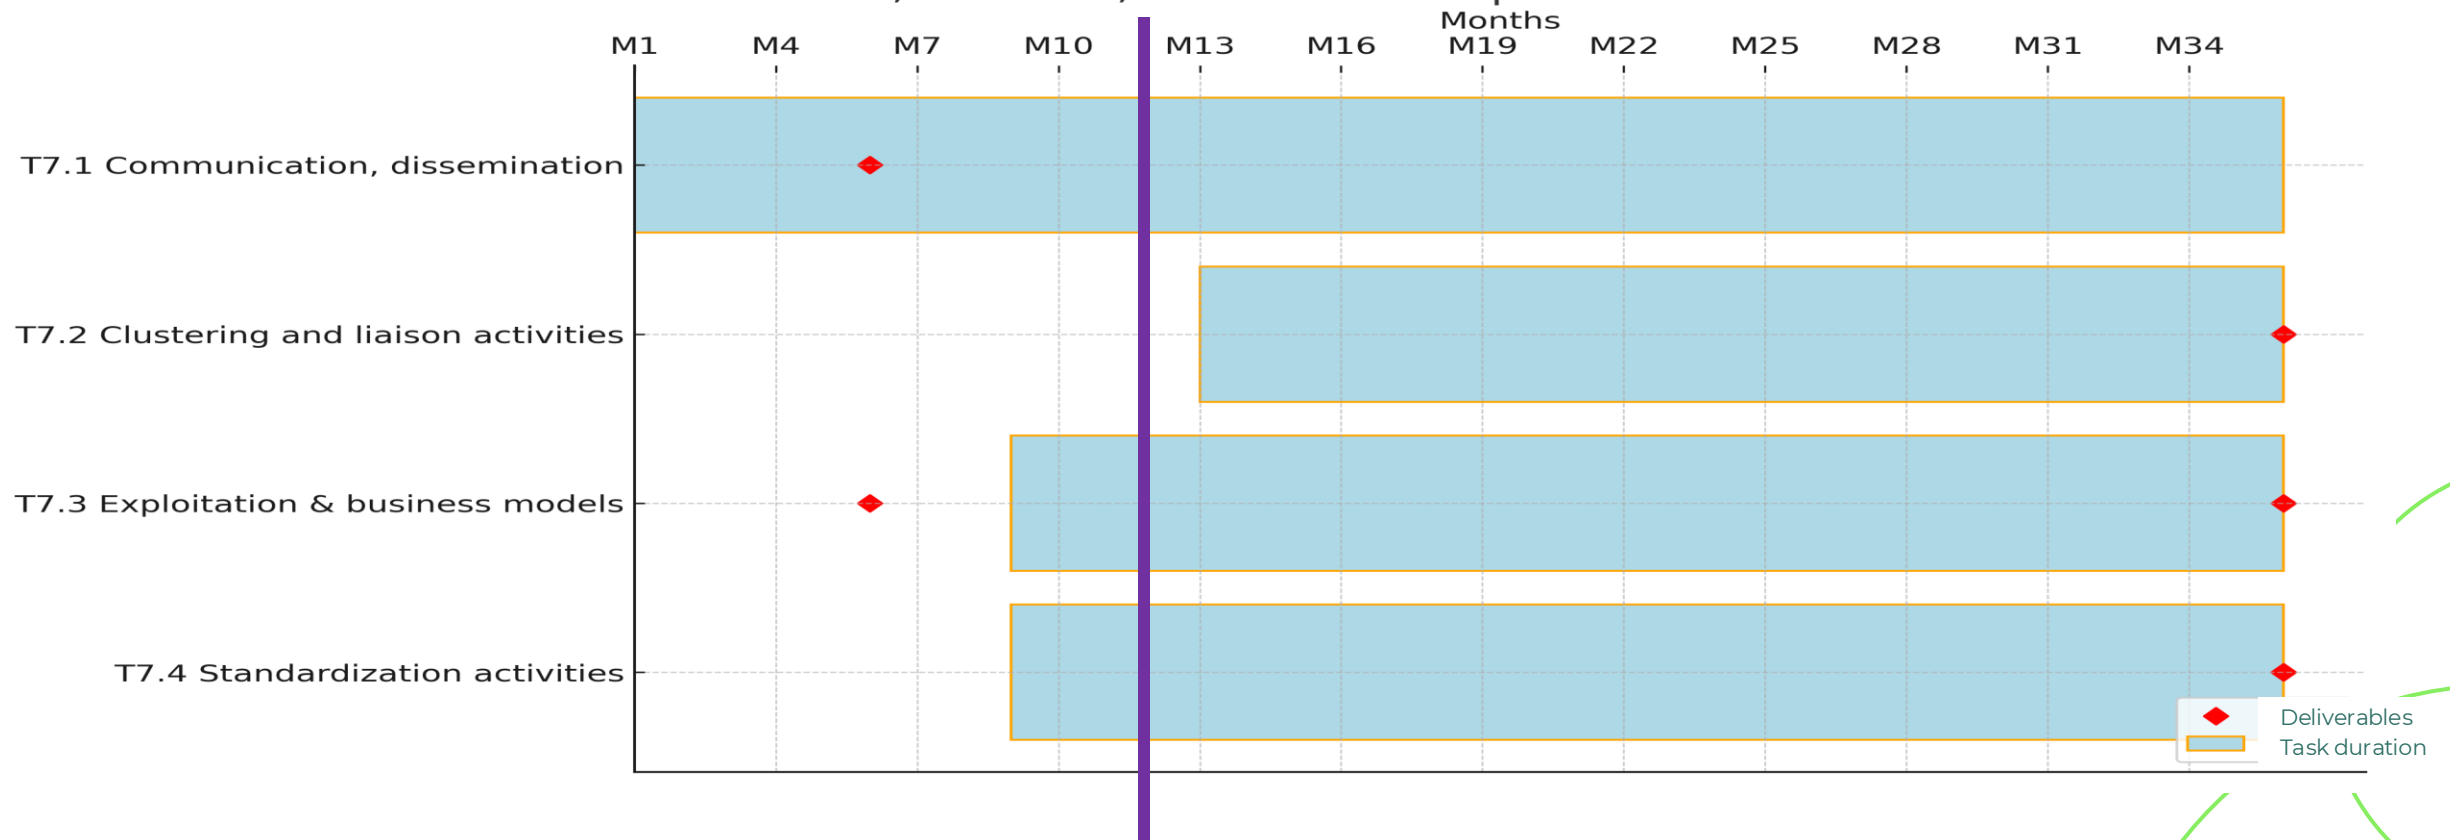 Months
M1 M4 M7 M10 M13 M16 M19 M22 M25 M28 M31 M34
T7.1 Communication, dissemination
T7.2 Clustering and liaison activities
T7.3 Exploitation & business models
T7.4 Standardization activities
Deliverables
Task duration